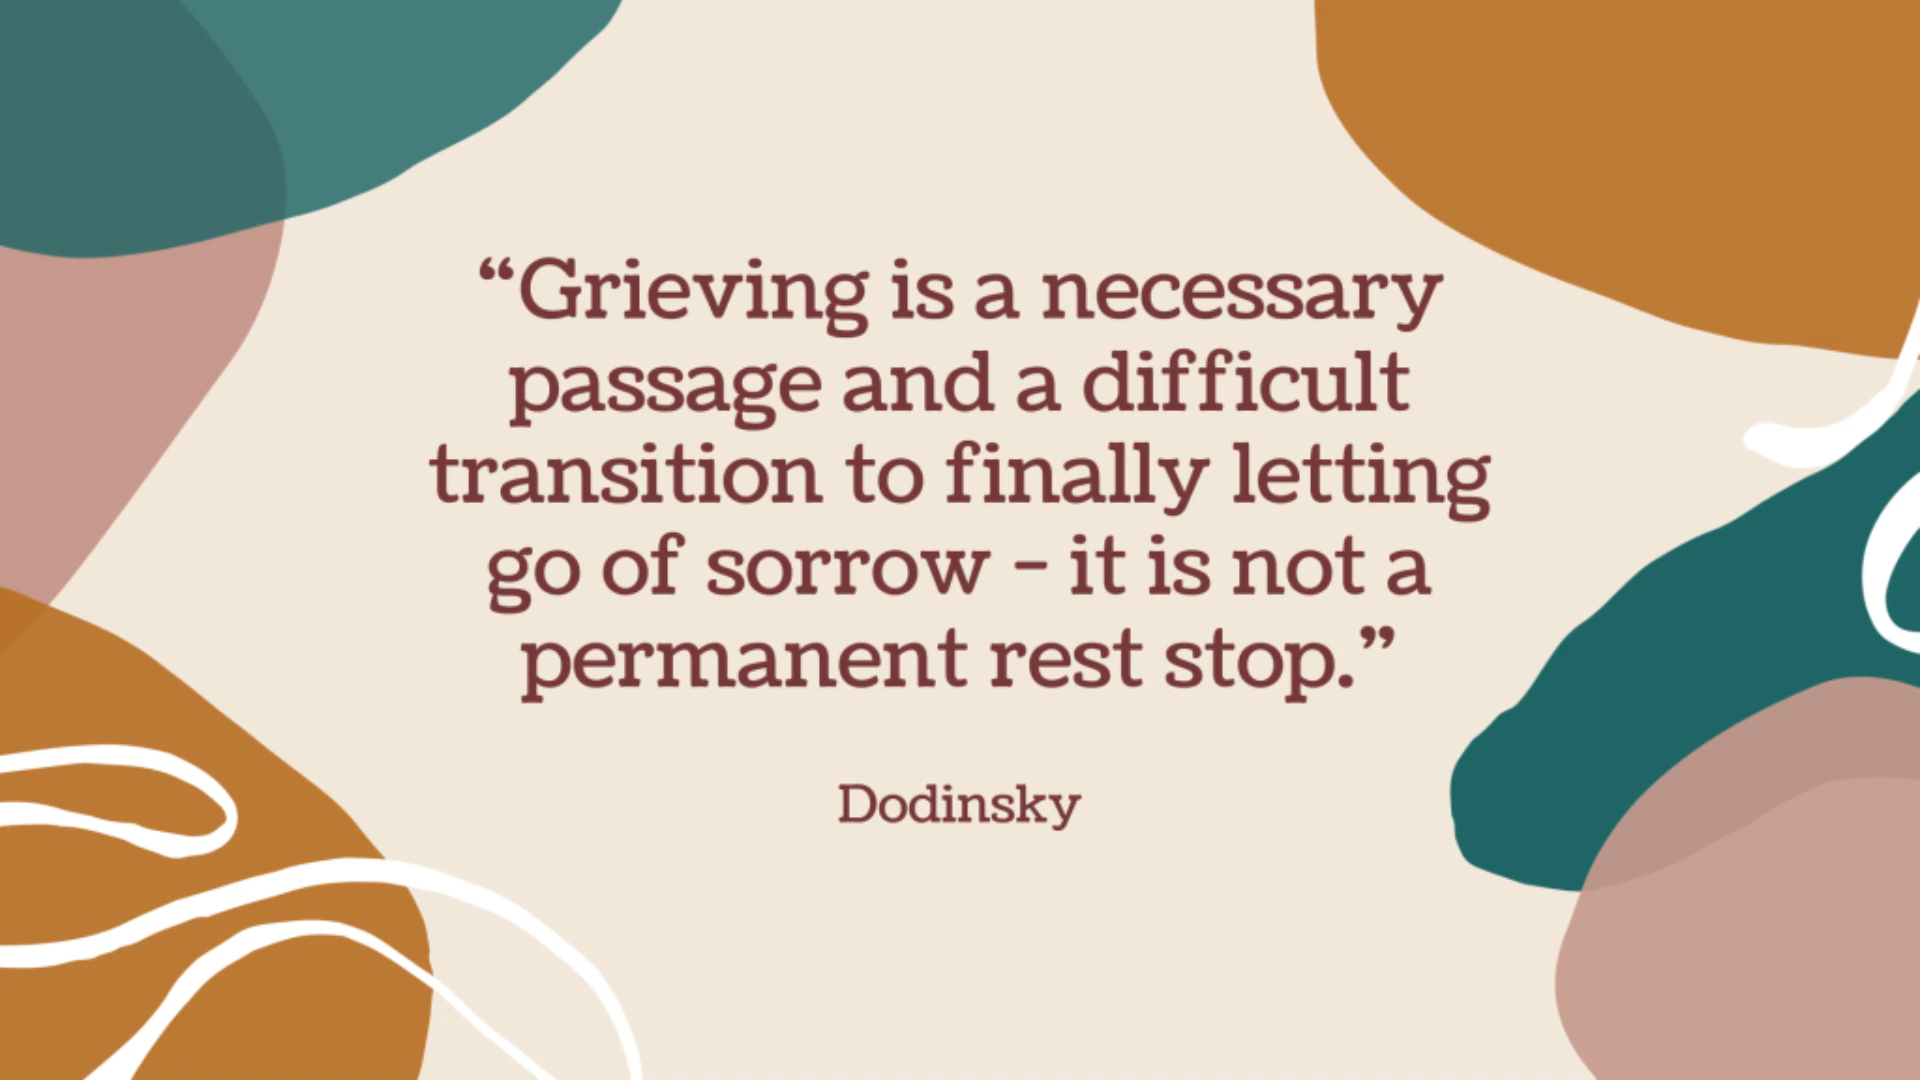 “Grieving is a necessary
passage and a difficult
transition to finally letting
go of sorrow - it is not a
permanent rest stop.”
Dodinsky